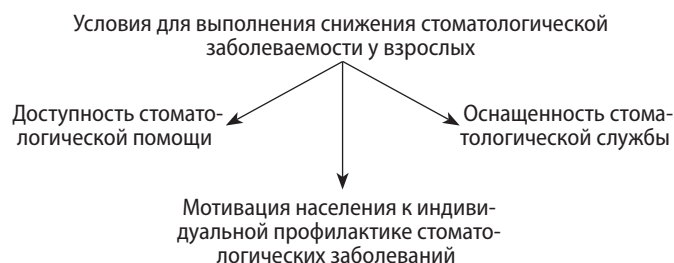 Условия для выполнения снижения стоматологической
заболеваемости у взрослых
Доступность стомато-
логической помощи
Оснащенность стома-
тологической службы
Мотивация населения к индиви-
дуальной профилактике стомато-
логических заболеваний